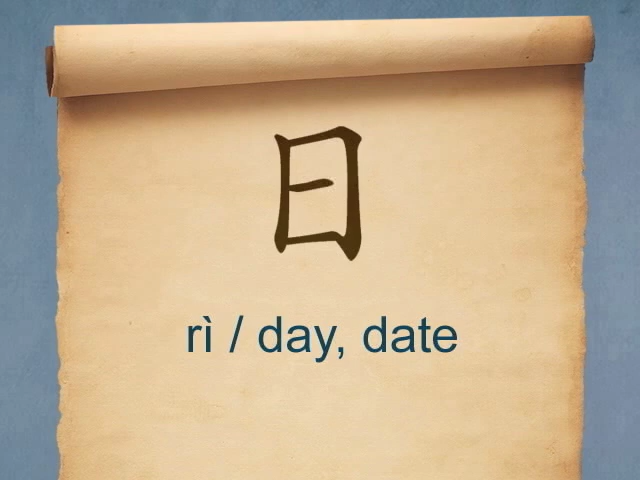 日
rì / day, date